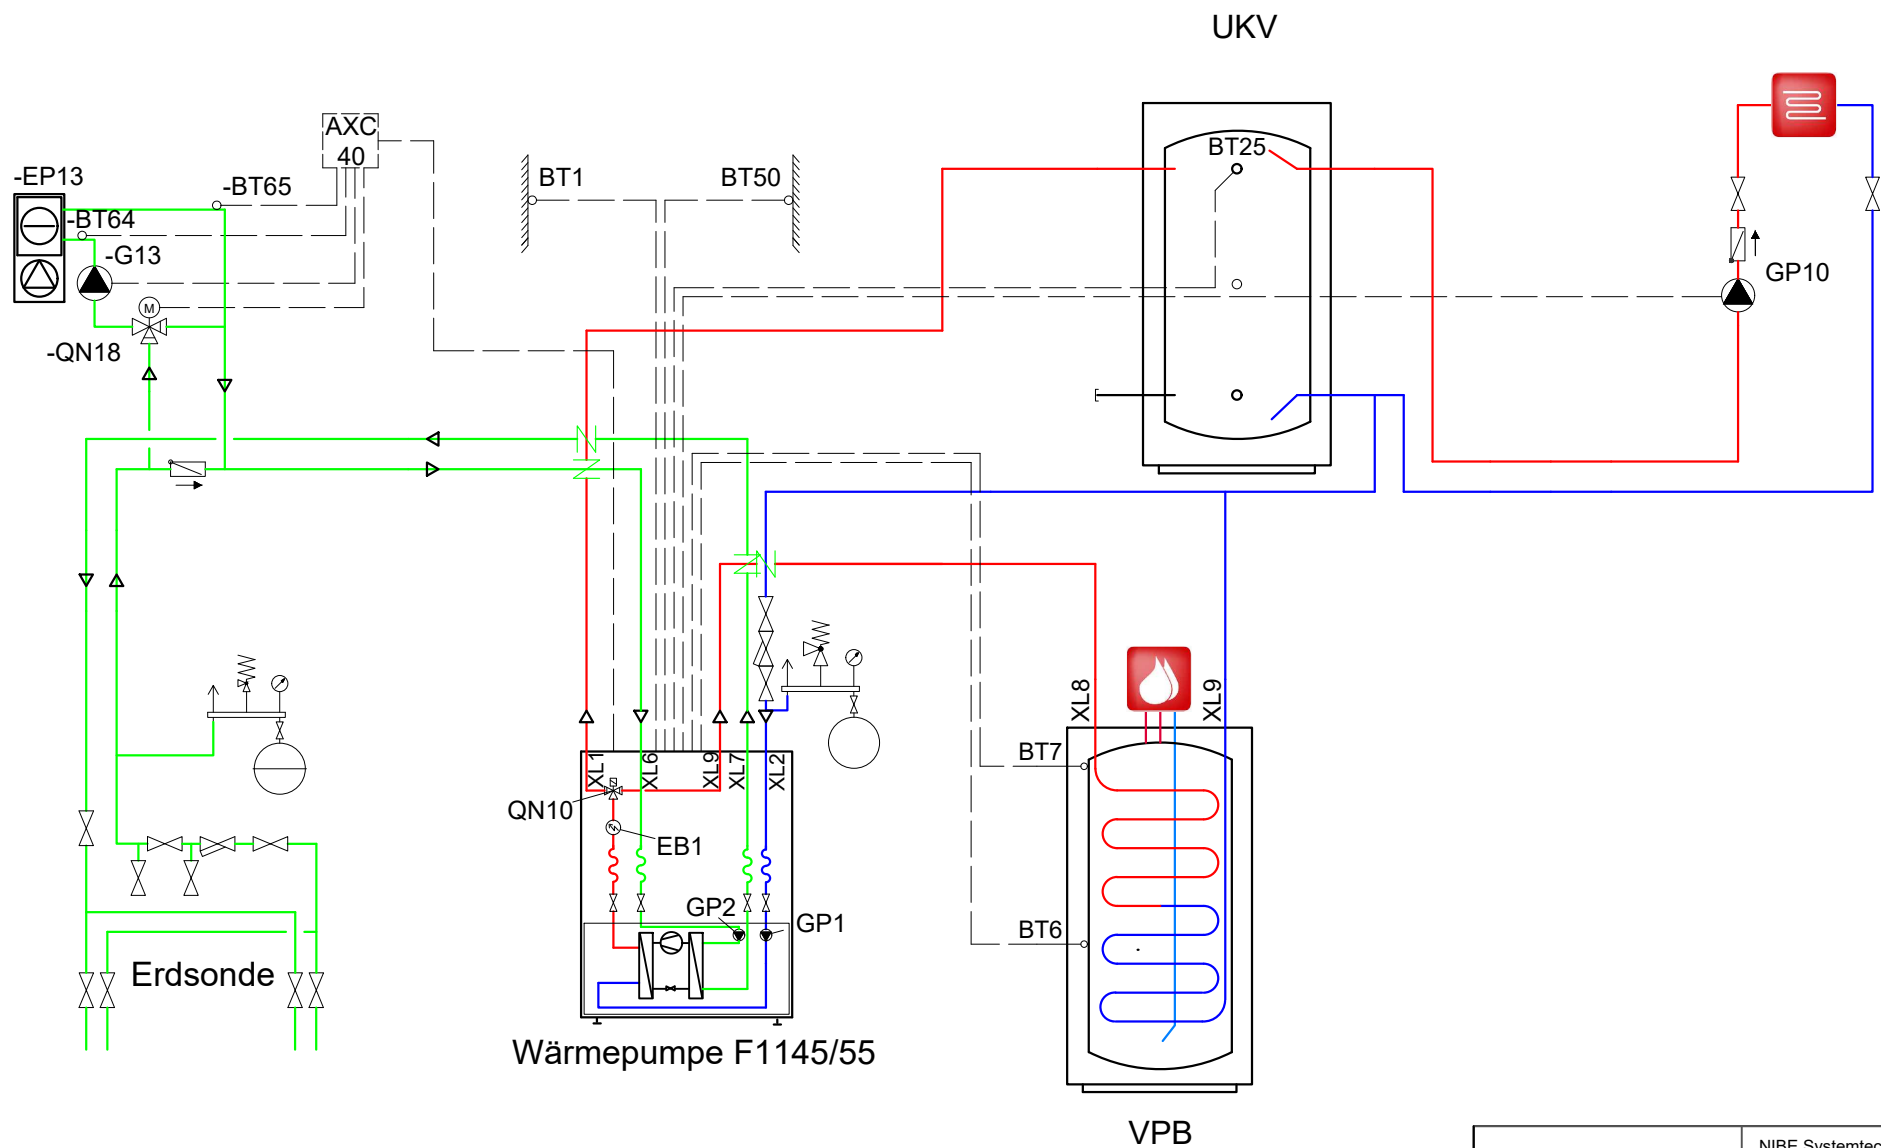 UKV
AXC
40
-EP13
-BT65
BT1
BT50
BT25
-BT64
-G13
GP10
M
-QN18
XL8
XL9
BT7
XL1
XL6
XL9
XL7
XL2
QN10
EB1
GP2
GP1
BT6
Erdsonde
Wärmepumpe F1145/55
VPB
NIBE Systemtec